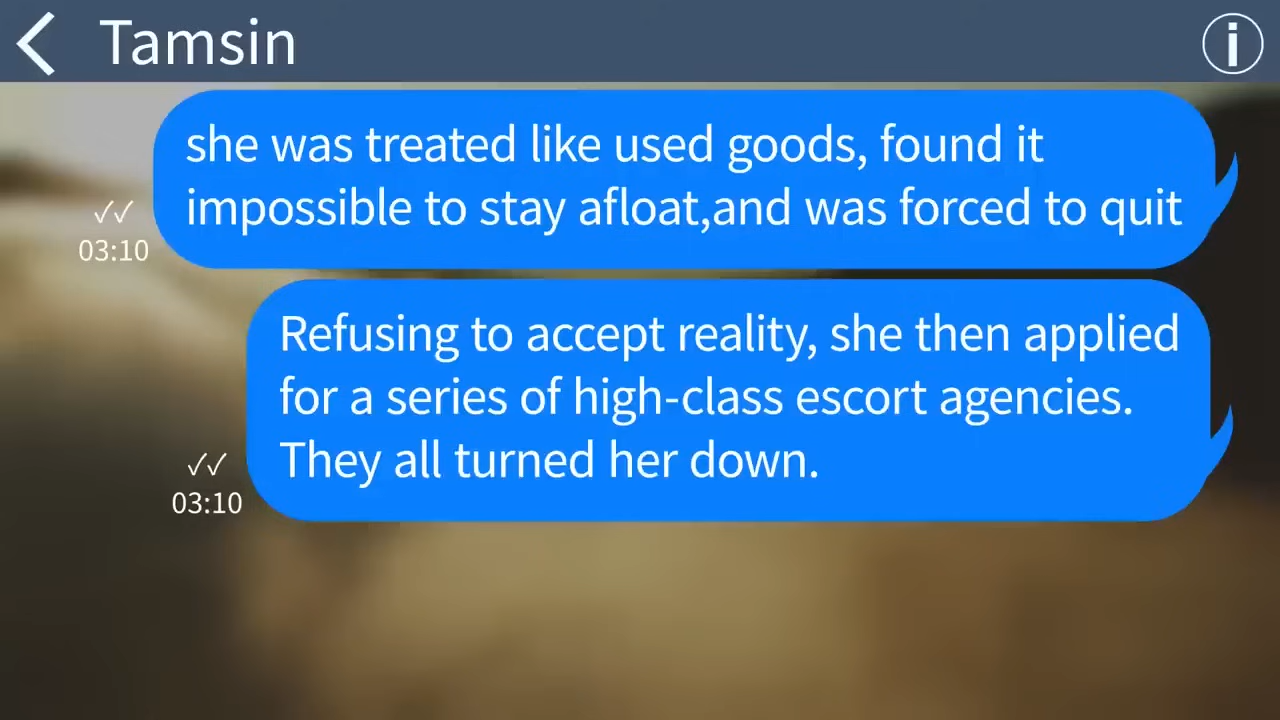 Tamsin
she was treated like used goods, found it
impossible to stay afloat,and was forced to quit
03:10
Refusing to accept reality, she then applied
for a series of high-class escort agencies.
They all turned her down.
03:10